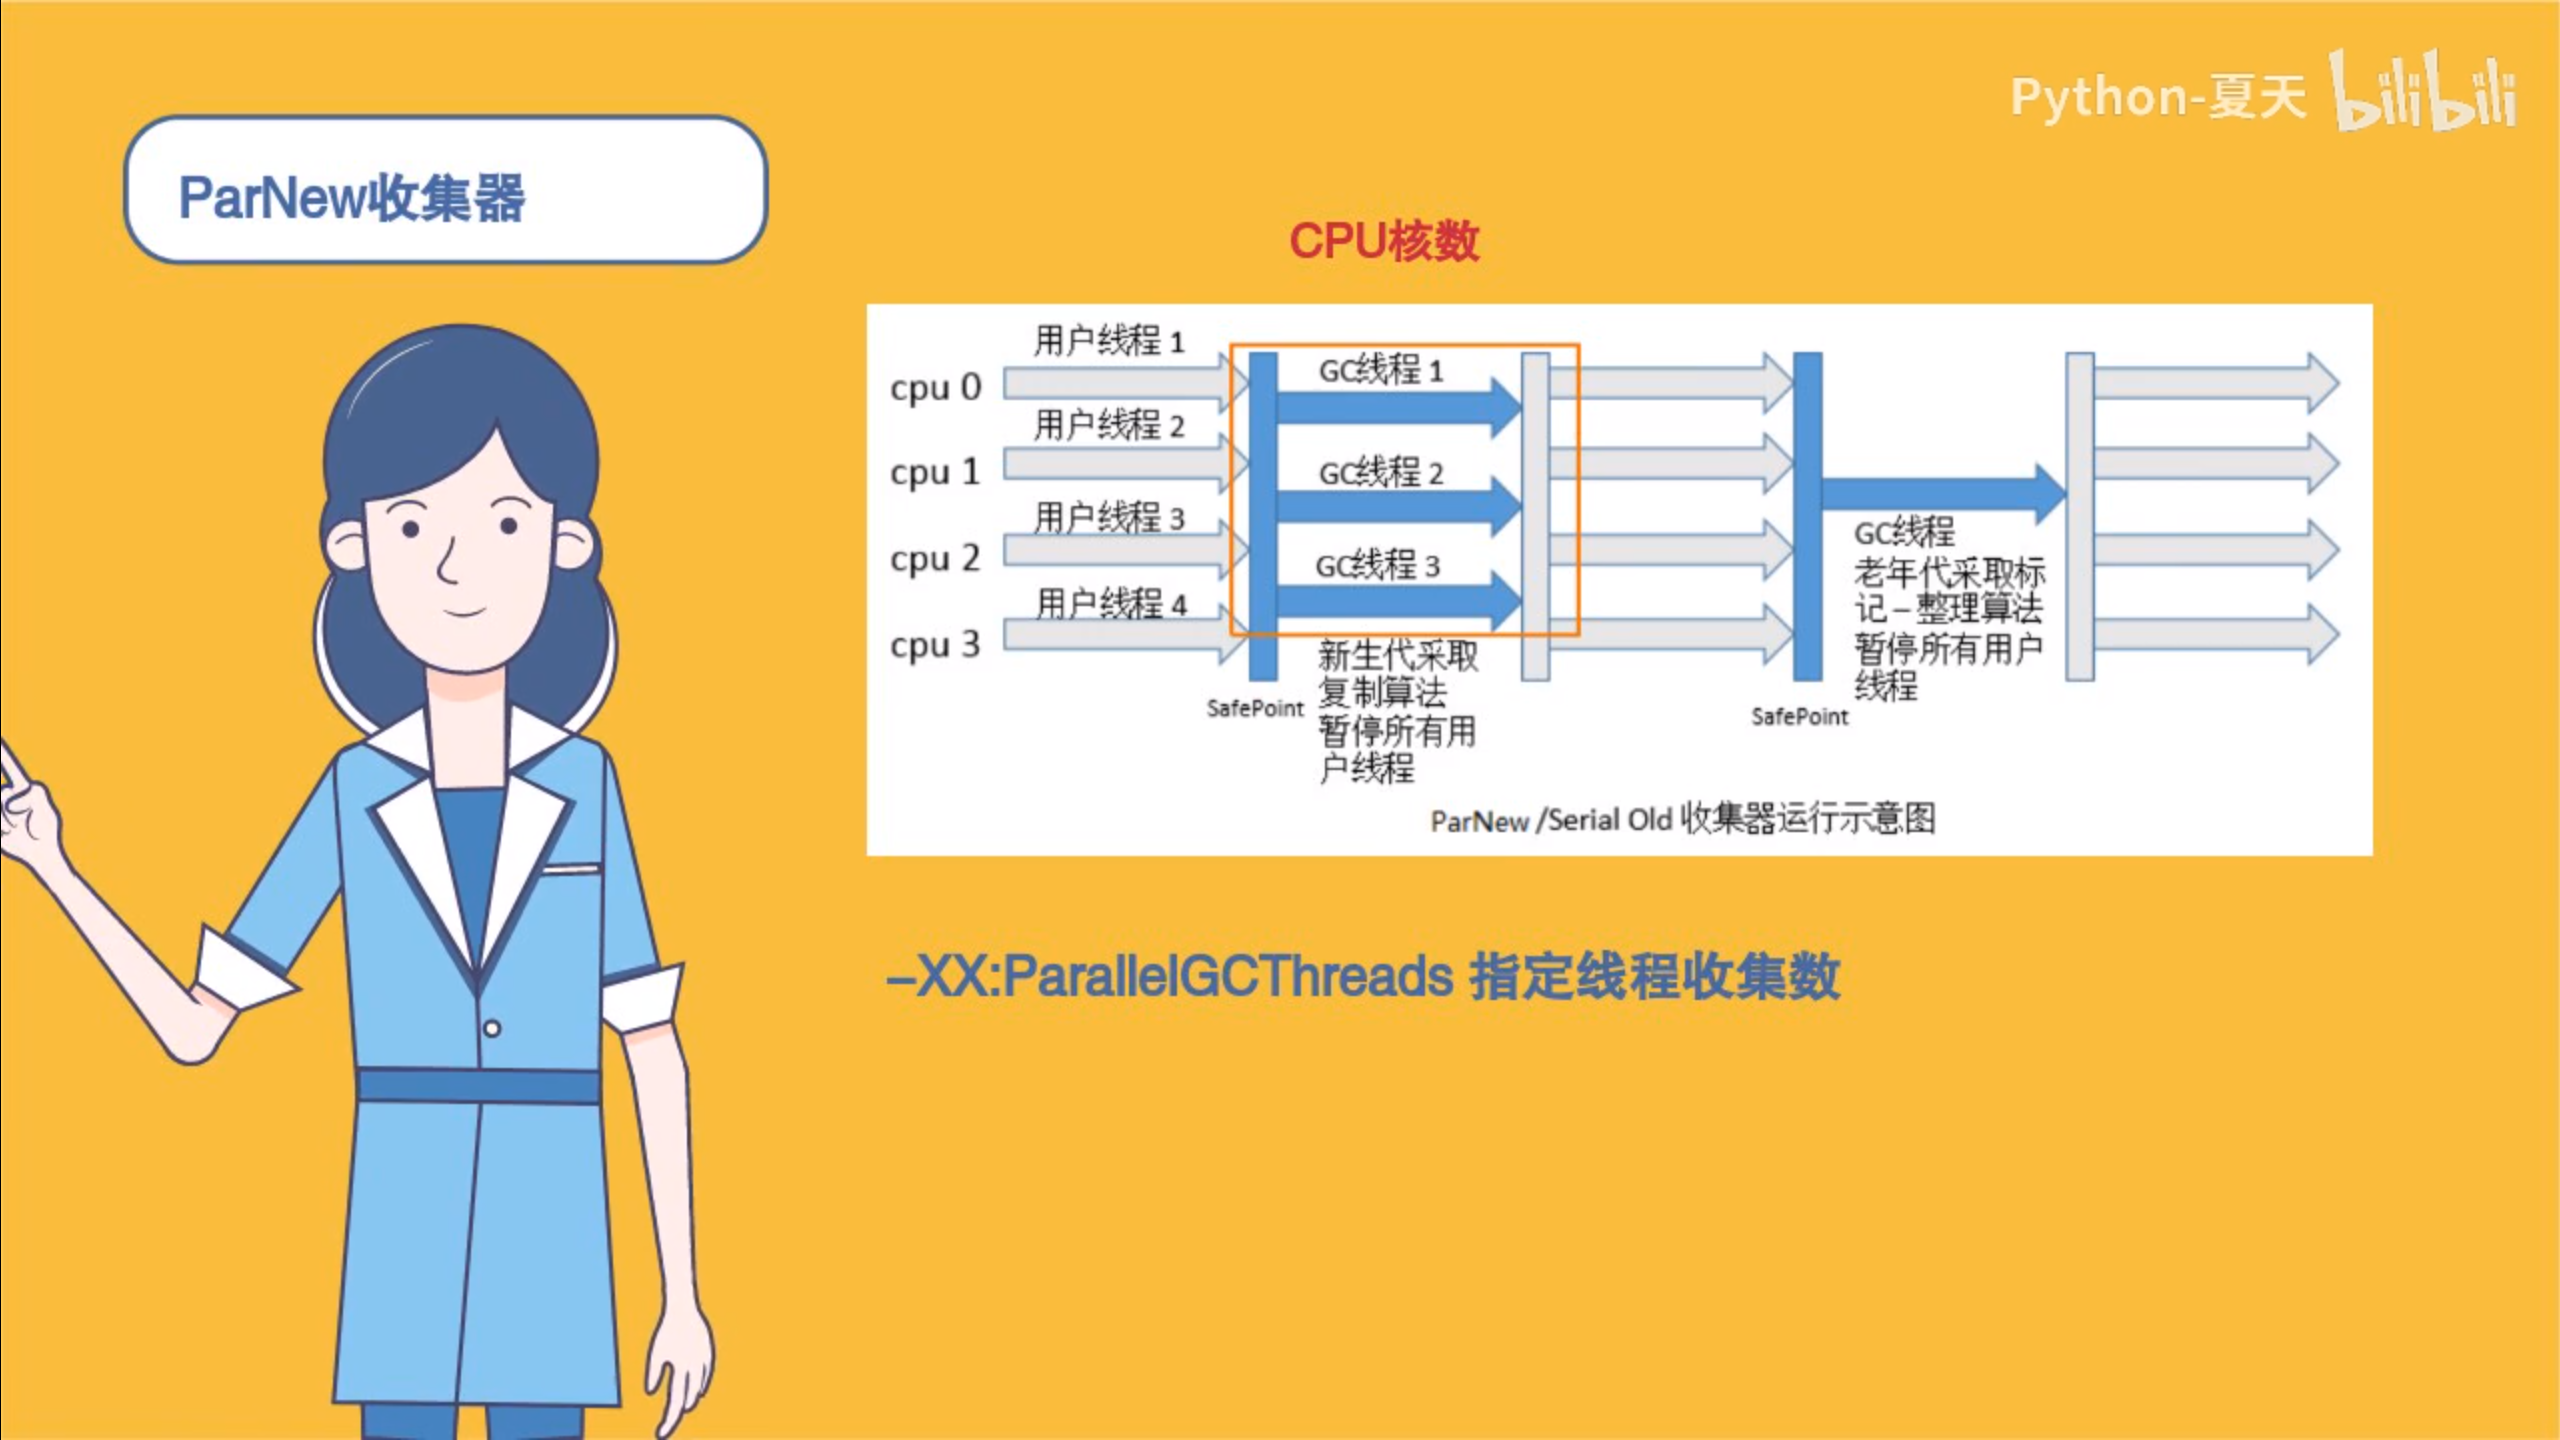 Python-夏天 bilibili
ParNew收集器
CPU核数
用户线程 1
cpu 0
用户线程 2
cpu 1
用户线程 3
cpu 2
用户线程 4
cpu 3
GC线程 1
GC线程 2
GC线程 3
SafePoint
新生代采取
复制算法
暂停所有用
户线程
SafePoint
GC线程
老年代采取标
记 – 整理算法
暂停所有用户
线程
ParNew /Serial Old 收集器运行示意图
–XX:ParallelGCThreads 指定线程收集数